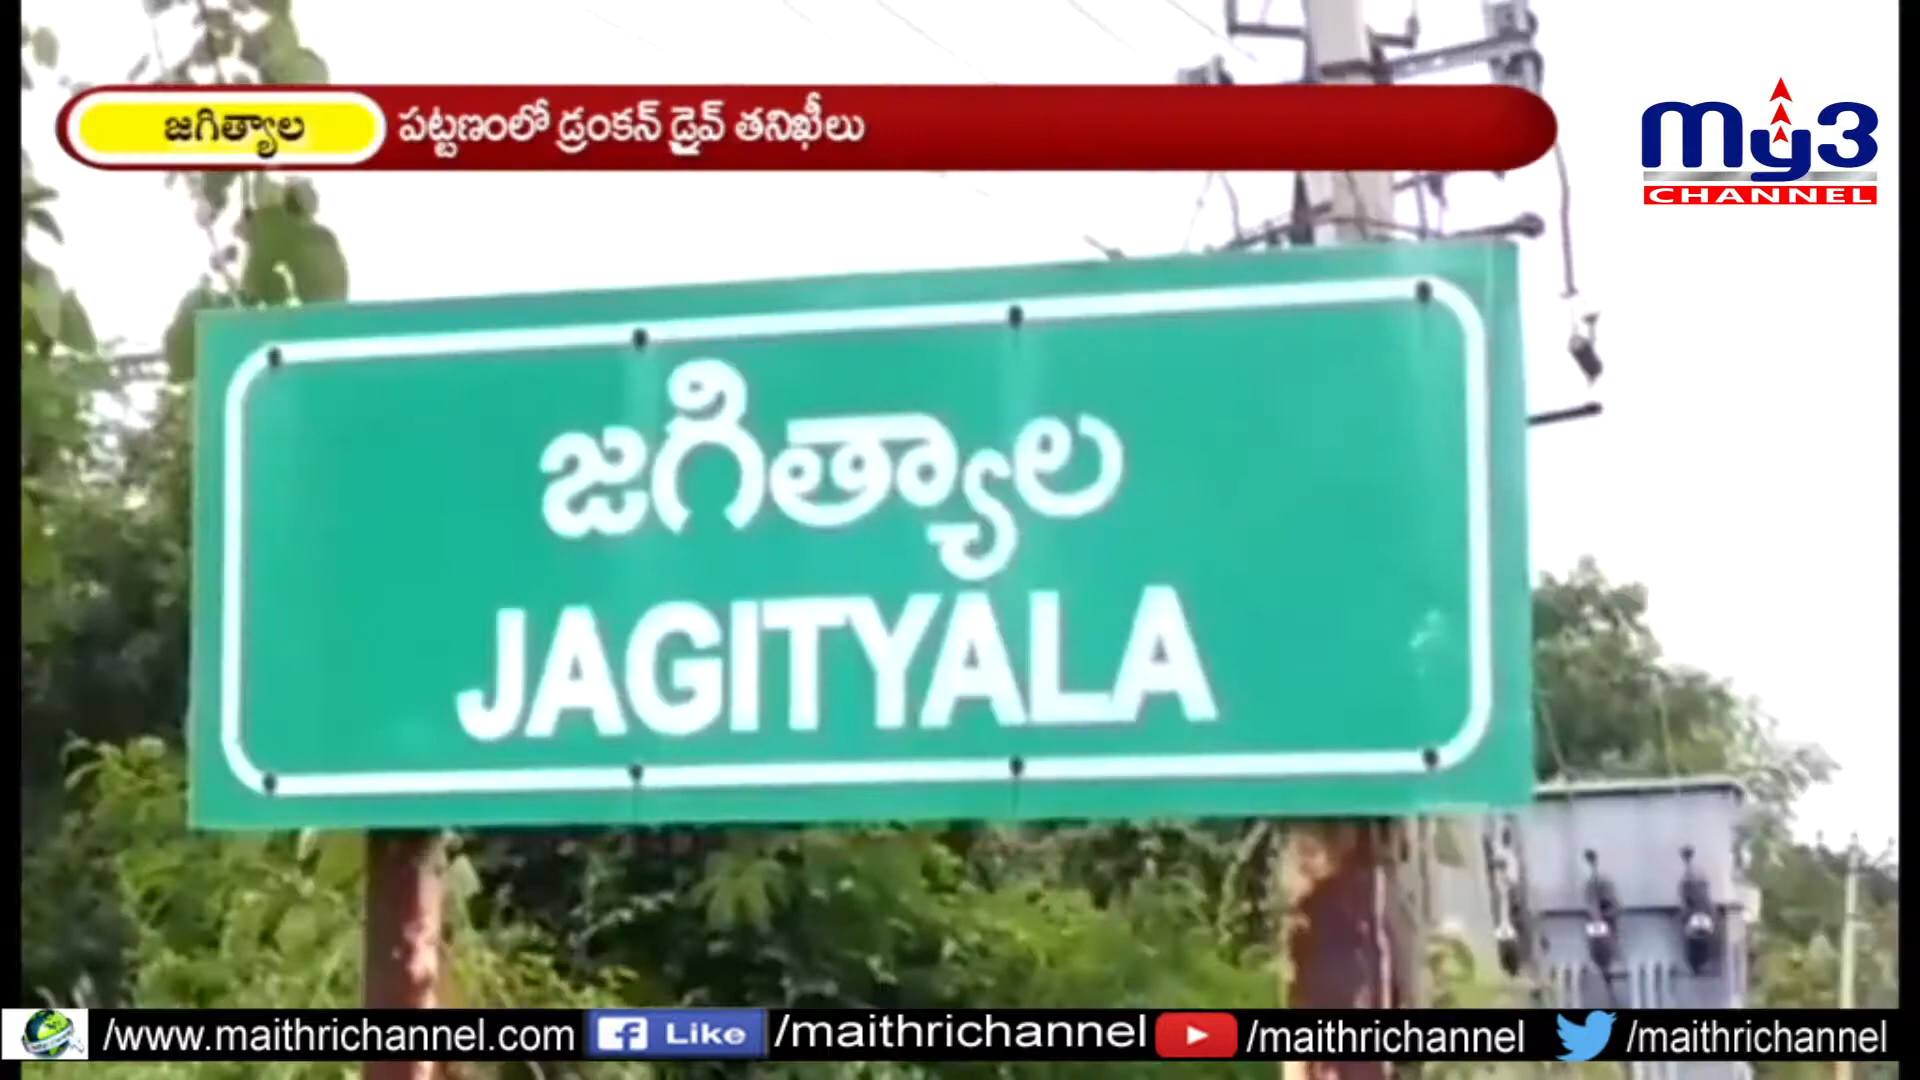 జగిత్యాల పట్టణంలో డ్రంకన్ డ్రైవ్ తనిఖీలు
my3
CHANNEL
జగిత్యాల
JAGITYALA
/www.maithrichannel.com Like /maithrichannel /maithrichannel /maithrichannel